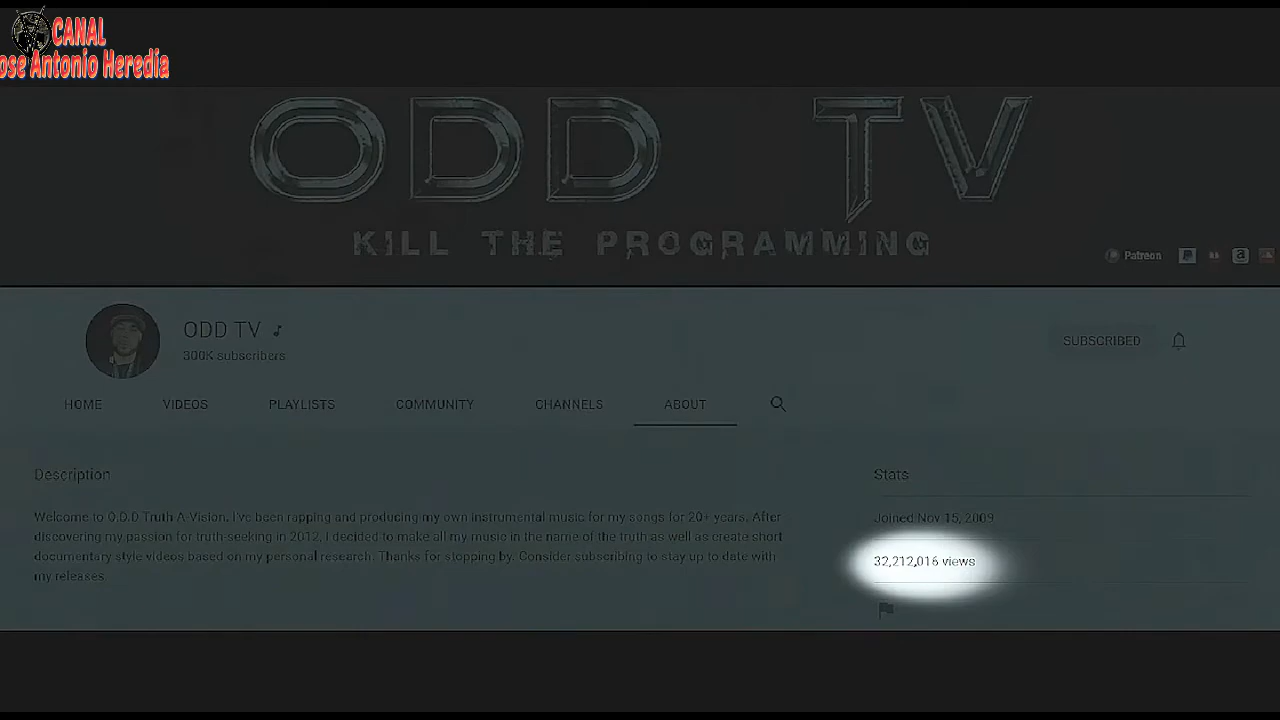 CANAL
ose Antonio Heredia
ODD TV
KILL THE PROGRAMMING
Patreon
ODD TV
300K subscribers
SUBSCRIBED
HOME VIDEOS PLAYLISTS COMMUNITY CHANNELS ABOUT
Description
Stats
Welcome to O.D.D Truth A-Vision. I've been rapping and producing my own instrumental music for my songs for 20+ years. After
discovering my passion for truth-seeking in 2012, I decided to make all my music in the name of the truth as well as create short
documentary style videos based on my personal research. Thanks for stopping by. Consider subscribing to stay up to date with
my releases.
Joined Nov 15, 2009
32,212,016 views